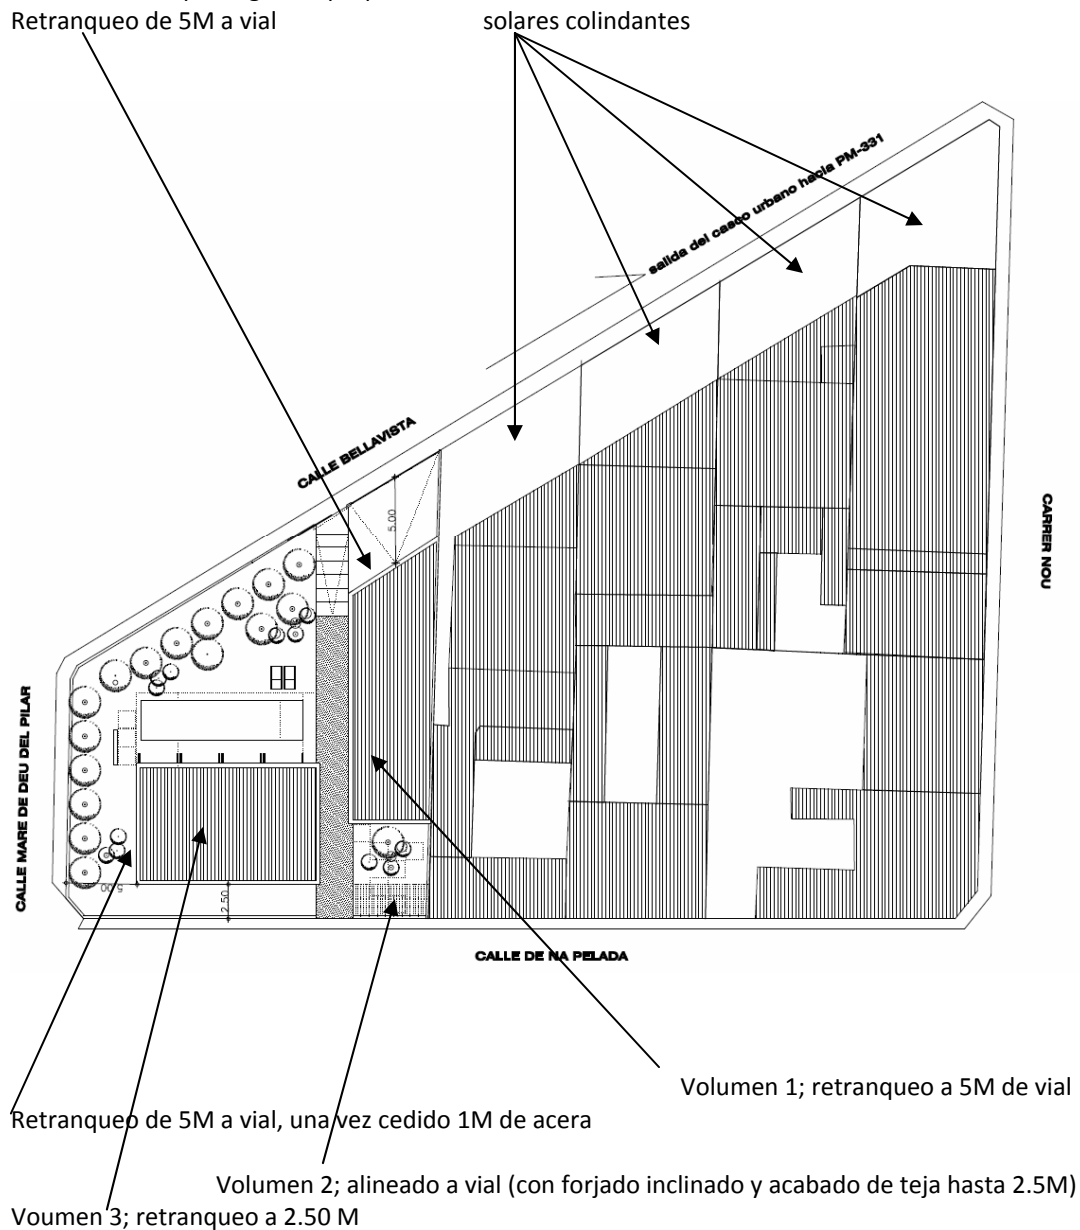 Retranqueo de 5M a vial
solares colindantes
salida del casco urbano hacia PM-331
CALLE BELLAVISTA
5.00
CARRER NOU
CALLE MARE DE DEU DEL PILAR
5.00
2.50
CALLE DE NA PELADA
Volumen 1; retranqueo a 5M de vial
Retranqueo de 5M a vial, una vez cedido 1M de acera
Volumen 2; alineado a vial (con forjado inclinado y acabado de teja hasta 2.5M)
Voumen 3; retranqueo a 2.50 M